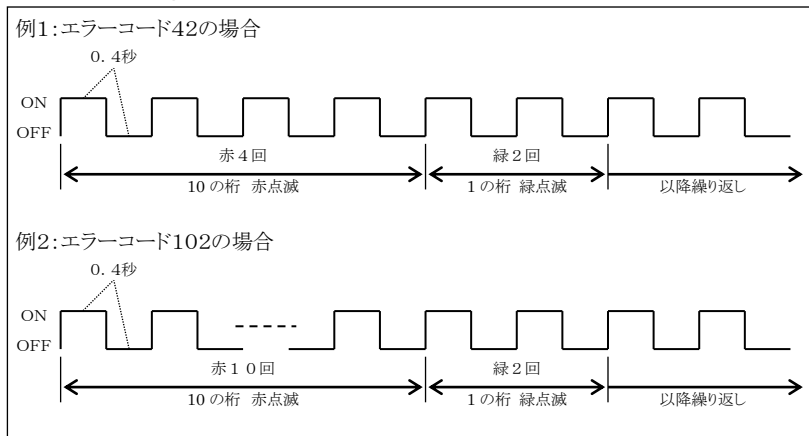 例1:エラーコード42の場合
0.4秒
ON
OFF
赤4回
緑2回
10の桁 赤点滅
1の桁 緑点滅
以降繰り返し
例2:エラーコード102の場合
0.4秒
ON
OFF
赤10回
緑2回
10の桁 赤点滅
1の桁 緑点滅
以降繰り返し